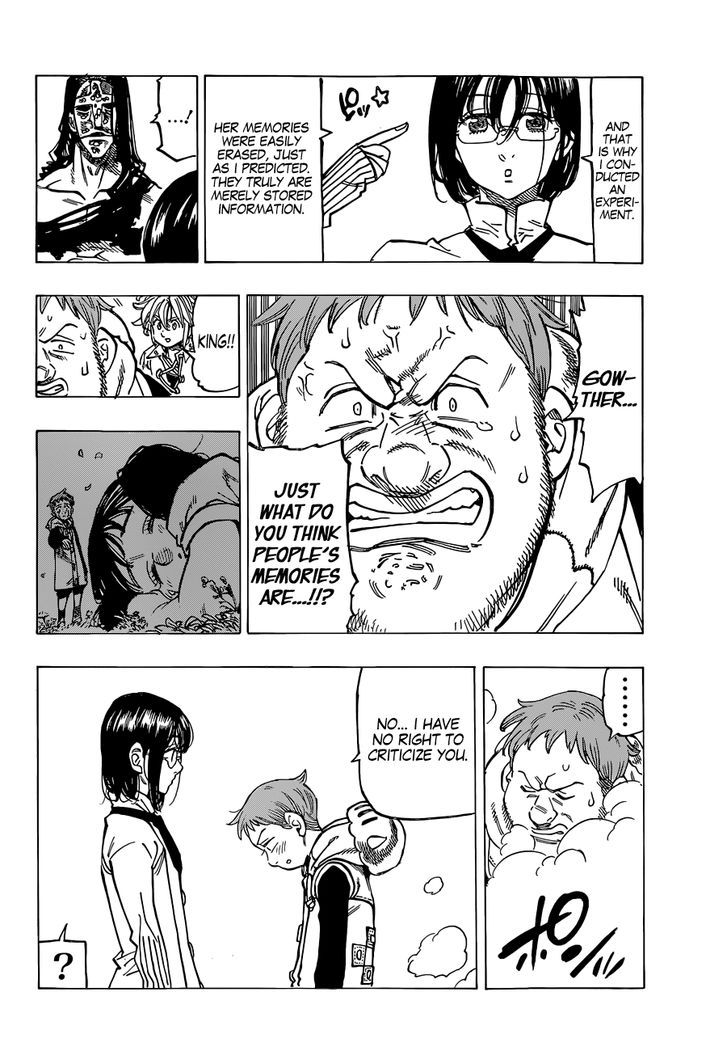 AND
THAT IS
WHY I
CON-
DUCTED
AN
EXPERI-
MENT.
HER MEMORIES
WERE EASILY
ERASED, JUST
AS I PREDICTED.
THEY TRULY ARE
MERELY STORED
INFORMATION.
....!
GOW-
THER...
JUST
WHAT DO
YOU THINK
PEOPLE'S
MEMORIES
ARE...!!?
KING!!
......
NO... I HAVE
NO RIGHT TO
CRITICIZE YOU.
?